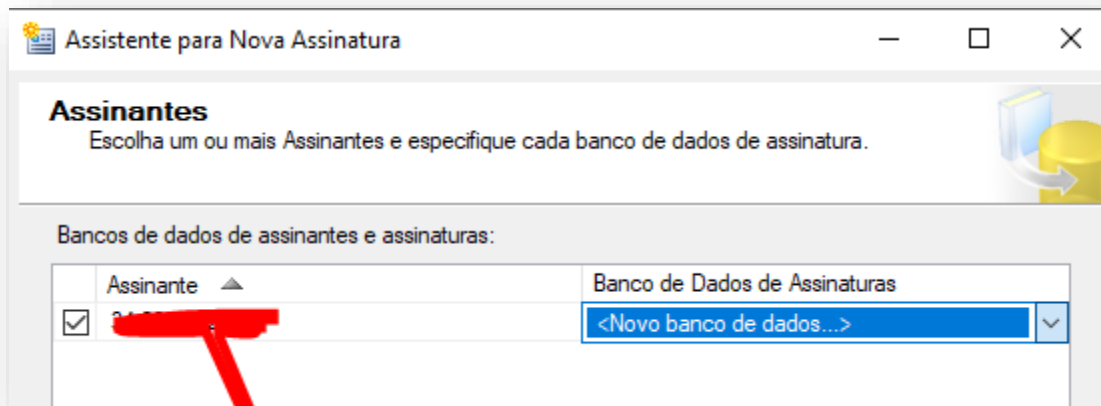 Assistente para Nova Assinatura
Assinantes
Escolha um ou mais Assinantes e especifique cada banco de dados de assinatura.
Bancos de dados de assinantes e assinaturas:
Assinante Banco de Dados de Assinaturas
<Novo banco de dados...>